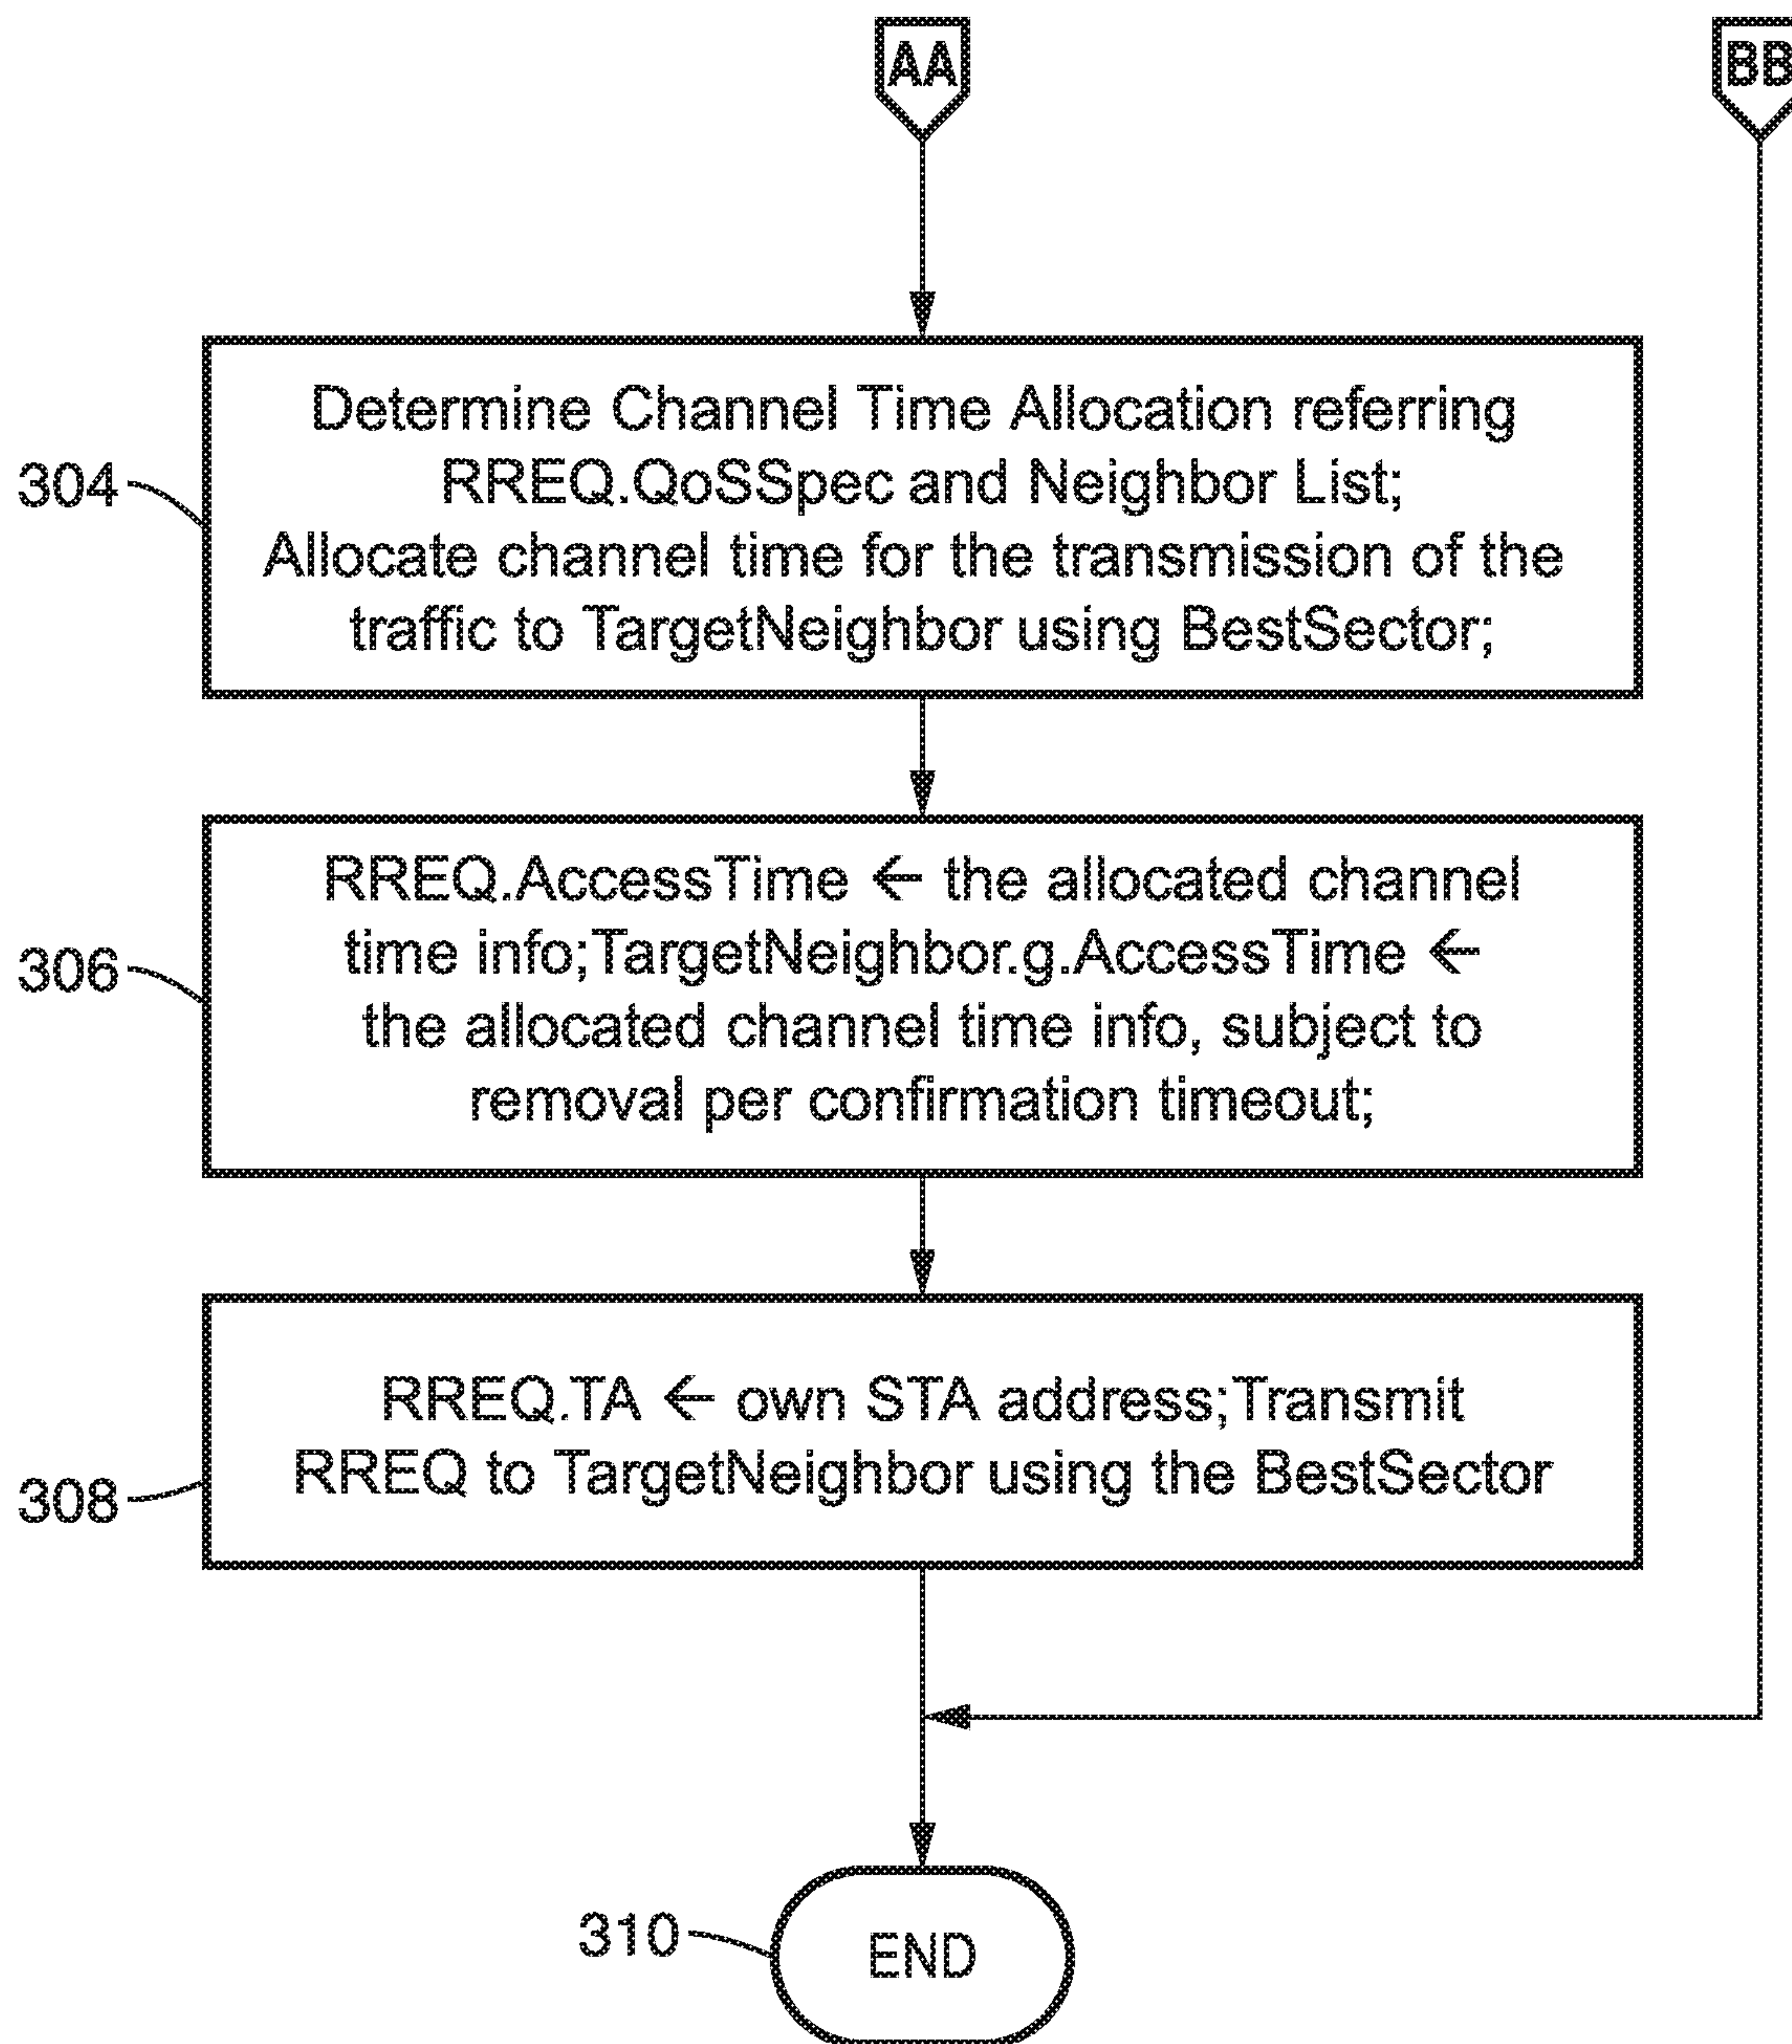 AA
BB
304
Determine Channel Time Allocation referring
RREQ.QoSSpec and Neighbor List;
Allocate channel time for the transmission of the
traffic to TargetNeighbor using BestSector;
306
RREQ.AccessTime ← the allocated channel
time info;TargetNeighbor.g.AccessTime ←
the allocated channel time info, subject to
removal per confirmation timeout;
308
RREQ.TA ← own STA address;Transmit
RREQ to TargetNeighbor using the BestSector
310
END